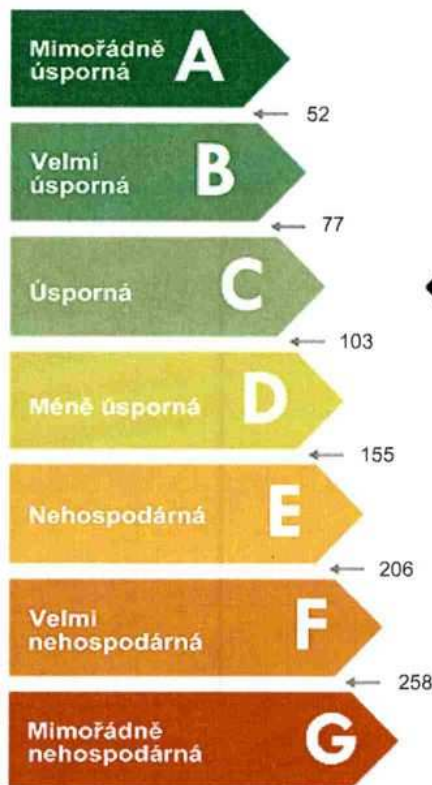 Mimořádně
úsporná A
52
Velmi
úsporná B
77
Úsporná C
103
Méně úsporná D
155
Nehospodárná E
206
Velmi
nehospodárná F
258
Mimořádně
nehospodárná G